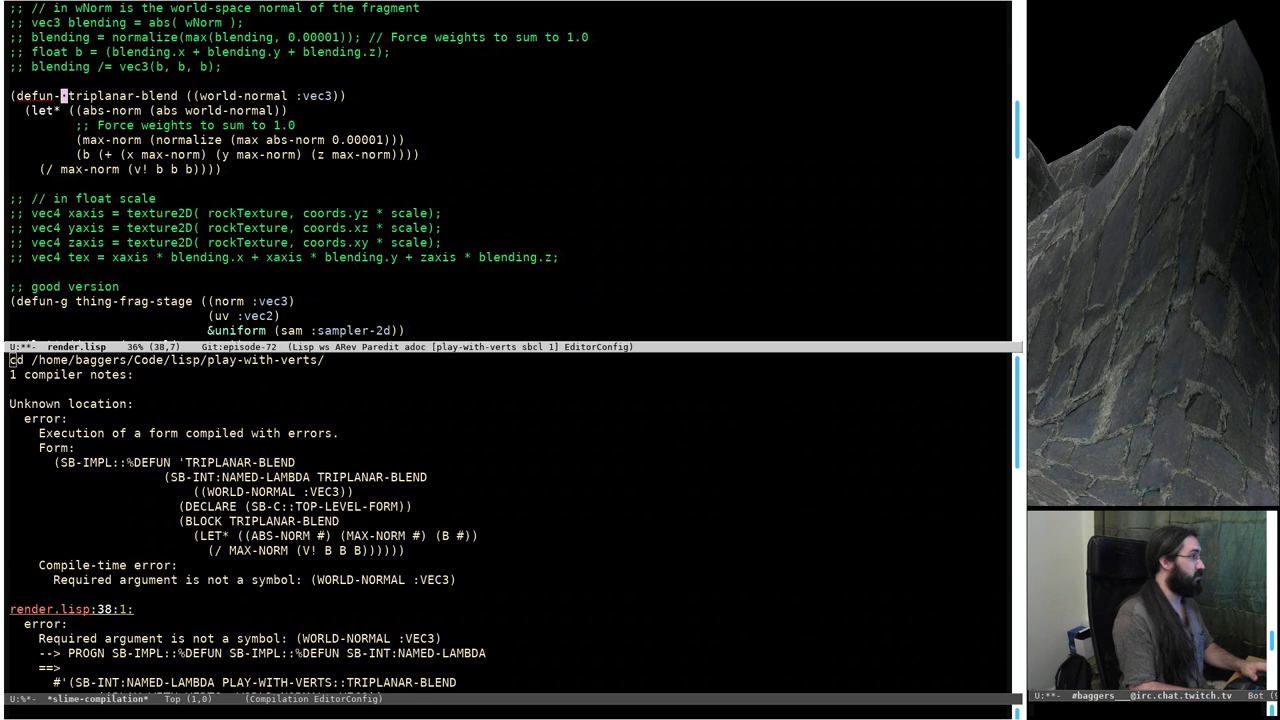 ;; // in wNorm is the world-space normal of the fragment
;; vec3 blending = abs( wNorm );
;; blending = normalize(max(blending, 0.00001)); // Force weights to sum to 1.0
;; float b = (blending.x + blending.y + blending.z);
;; blending /= vec3(b, b, b);
(defun- triplanar-blend ((world-normal :vec3))
(let* ((abs-norm (abs world-normal))
;; Force weights to sum to 1.0
(max-norm (normalize (max abs-norm 0.00001)))
(b (+ (x max-norm) (y max-norm) (z max-norm))))
(/ max-norm (v! b b b))))
;; // in float scale
;; vec4 xaxis = texture2D( rockTexture, coords.yz * scale);
;; vec4 yaxis = texture2D( rockTexture, coords.xz * scale);
;; vec4 zaxis = texture2D( rockTexture, coords.xy * scale);
;; vec4 tex = xaxis * blending.x + xaxis * blending.y + zaxis * blending.z;
;; good version
(defun-g thing-frag-stage ((norm :vec3)
(uv :vec2)
&uniform (sam :sampler-2d))
U:**-  render.lisp   36% (38,7)   Git:episode-72  (Lisp ws ARev Paredit adoc [play-with-verts sbcl 1] EditorConfig)
cd /home/baggers/Code/lisp/play-with-verts/
1 compiler notes:
Unknown location:
error:
Execution of a form compiled with errors.
Form:
(SB-IMPL::%DEFUN 'TRIPLANAR-BLEND
(SB-INT:NAMED-LAMBDA TRIPLANAR-BLEND
((WORLD-NORMAL :VEC3))
(DECLARE (SB-C::TOP-LEVEL-FORM))
(BLOCK TRIPLANAR-BLEND
(LET* ((ABS-NORM #) (MAX-NORM #) (B #))
(/ MAX-NORM (V! B B B))))))
Compile-time error:
Required argument is not a symbol: (WORLD-NORMAL :VEC3)
render.lisp:38:1:
error:
Required argument is not a symbol: (WORLD-NORMAL :VEC3)
--> PROGN SB-IMPL::%DEFUN SB-IMPL::%DEFUN SB-INT:NAMED-LAMBDA
==>
#'(SB-INT:NAMED-LAMBDA PLAY-WITH-VERTS::TRIPLANAR-BLEND
U:%*-  *slime-compilation*   Top (1,0)   (Compilation EditorConfig)
U:**-  #baggers___@irc.chat.twitch.tv   Bot